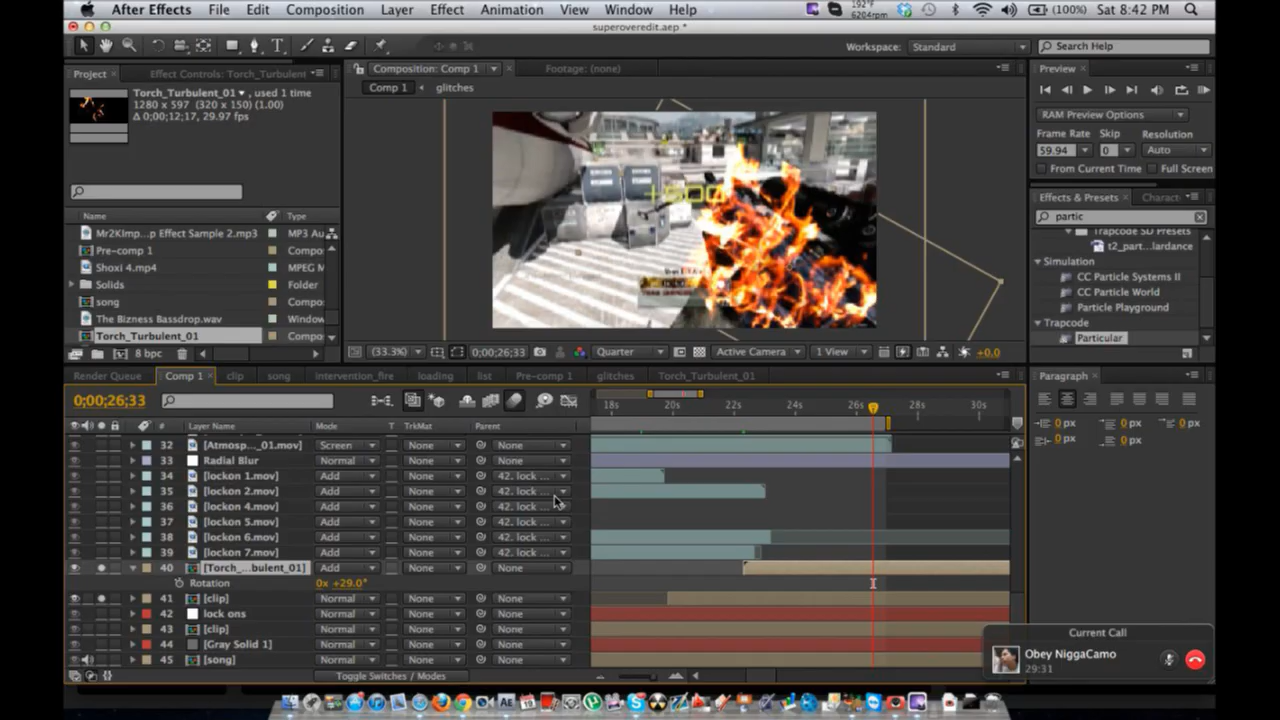 After Effects File Edit Composition Layer Effect Animation View Window Help 192°F 6204rpm (100%) Sat 8:42 PM
superoveredit.aep *
Workspace: Standard Search Help
Project Effect Controls: Torch_Turbulent
Composition: Comp 1 Footage: (none)
Preview
Torch_Turbulent_01 ▾ , used 1 time
1280 x 597 (320 x 150) (1.00)
Δ 0;00;12;17, 29.97 fps
Comp 1 glitches
RAM Preview Options
Frame Rate Skip Resolution
59.94 0 Auto
From Current Time Full Screen
Effects & Presets Charact
partic
Trapcode SD Presets
t2_part...lardance
Simulation
CC Particle Systems II
CC Particle World
Particle Playground
Trapcode
Particular
Name Type
Mr2KImp...p Effect Sample 2.mp3 MP3 Au
Pre-comp 1 Compo
Shoxi 4.mp4 MPEG M
Solids Folder
song Compos
The Bizness Bassdrop.wav Window
Torch_Turbulent_01 Compo
8 bpc
+500
(33.3%) 0;00;26;33 Quarter Active Camera 1 View +0.0
Render Queue Comp 1 clip song intervention_fire loading list Pre-comp 1 glitches Torch_Turbulent_01
Paragraph
0;00;26;33
18s 20s 22s 24s 26s 28s 30s
# Layer Name Mode T TrkMat Parent
0 px 0 px 0 px
0 px 0 px
32 [Atmosp..._01.mov] Screen None None
33 Radial Blur Normal None None
34 [lockon 1.mov] Add None 42. lock ...
35 [lockon 2.mov] Add None 42. lock ...
36 [lockon 4.mov] Add None 42. lock ...
37 [lockon 5.mov] Add None 42. lock ...
38 [lockon 6.mov] Add None 42. lock ...
39 [lockon 7.mov] Add None 42. lock ...
40 [Torch_...bulent_01] Add None None
Rotation 0x +29.0°
41 [clip] Normal None None
42 lock ons Normal None None
43 [clip] Normal None None
44 [Gray Solid 1] Normal None None
45 [song] Normal None None
Toggle Switches / Modes
Current Call
Obey NiggaCamo
29:31